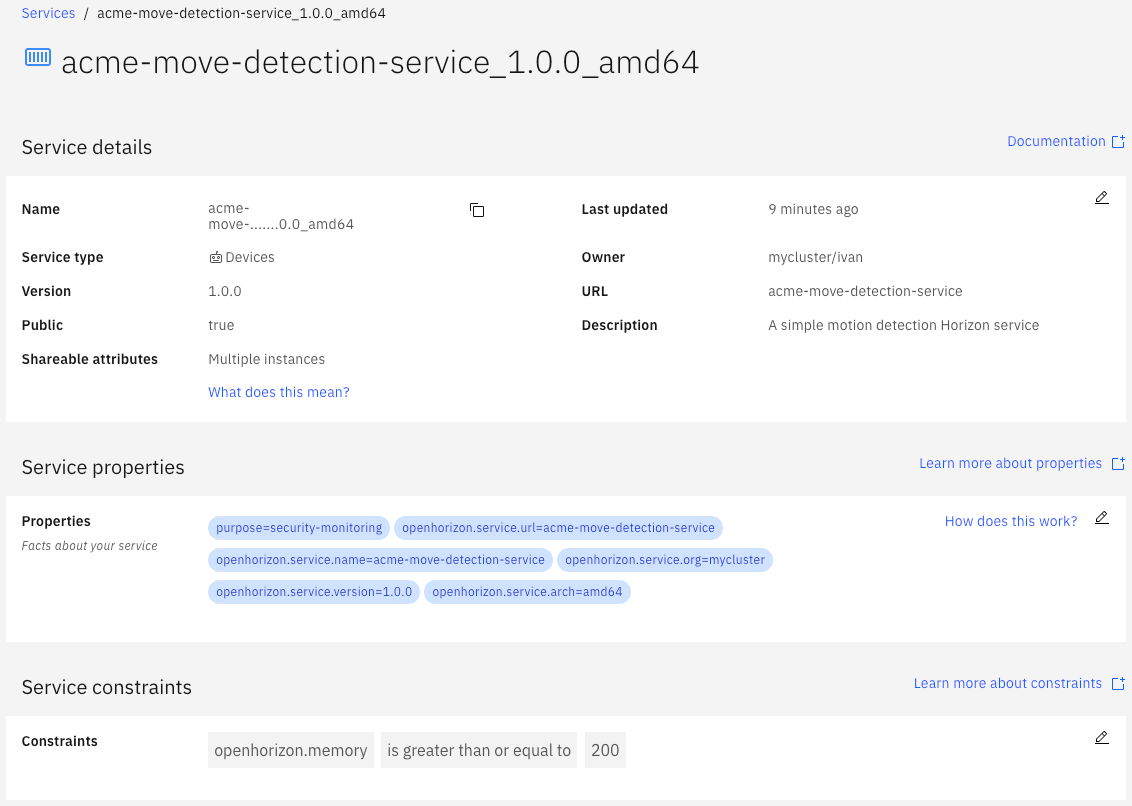 Services / acme-move-detection-service_1.0.0_amd64
acme-move-detection-service_1.0.0_amd64
Service details
Documentation
Name
acme-
move-.......0.0_amd64
Last updated
9 minutes ago
Service type
Devices
Owner
mycluster/ivan
Version
1.0.0
URL
acme-move-detection-service
Public
true
Description
A simple motion detection Horizon service
Shareable attributes
Multiple instances
What does this mean?
Service properties
Learn more about properties
Properties
Facts about your service
purpose=security-monitoring
openhorizon.service.url=acme-move-detection-service
openhorizon.service.name=acme-move-detection-service
openhorizon.service.org=mycluster
openhorizon.service.version=1.0.0
openhorizon.service.arch=amd64
How does this work?
Service constraints
Learn more about constraints
Constraints
openhorizon.memory
is greater than or equal to
200